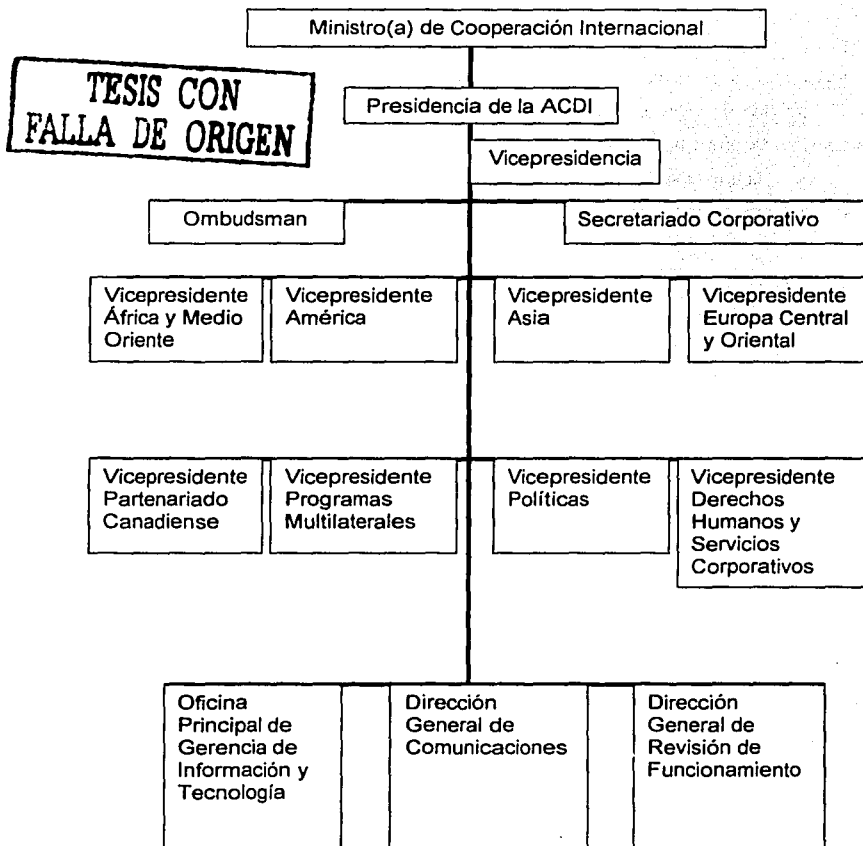 Ministro(a) de Cooperación Internacional
TESIS CON
FALLA DE ORIGEN
Presidencia de la ACDI
Vicepresidencia
Ombudsman
Secretariado Corporativo
Vicepresidente
África y Medio
Oriente
Vicepresidente
América
Vicepresidente
Asia
Vicepresidente
Europa Central
y Oriental
Vicepresidente
Partenariado
Canadiense
Vicepresidente
Programas
Multilaterales
Vicepresidente
Políticas
Vicepresidente
Derechos
Humanos y
Servicios
Corporativos
Oficina
Principal de
Gerencia de
Información y
Tecnología
Dirección
General de
Comunicaciones
Dirección
General de
Revisión de
Funcionamiento